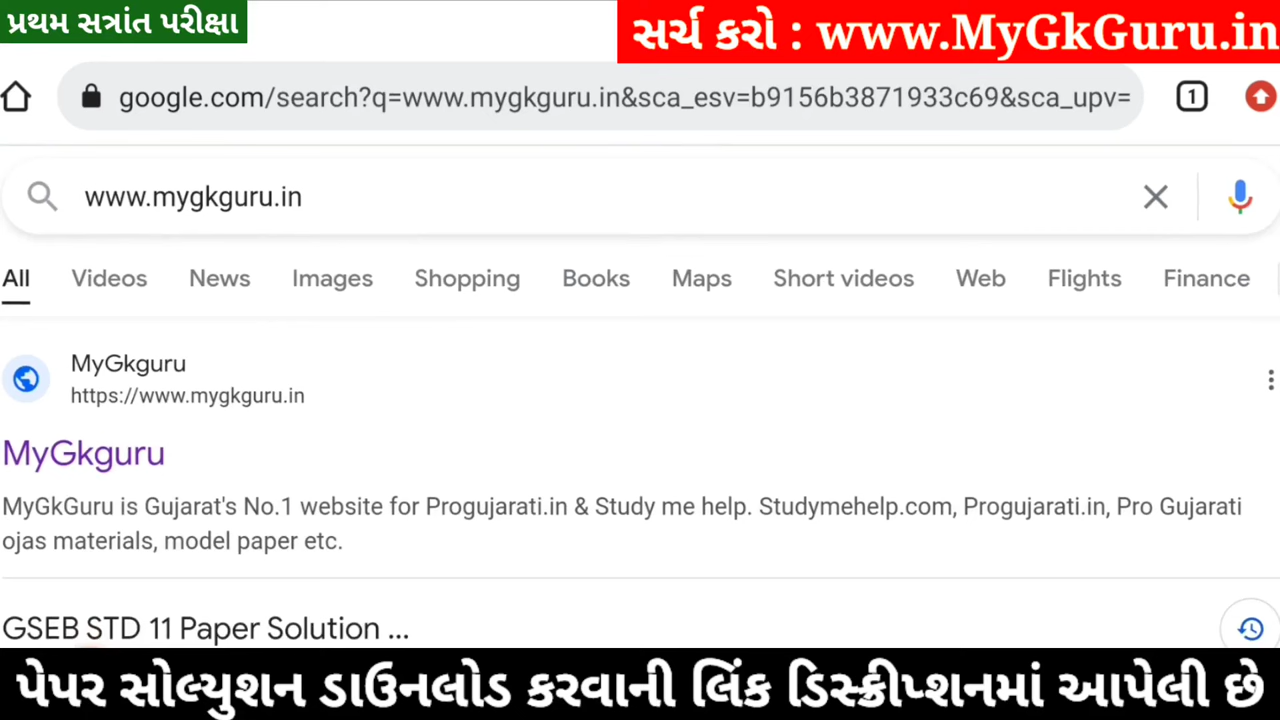 પ્રથમ સત્રાંત પરીક્ષા
સર્ચ કરો : www.MyGkGuru.in
google.com/search?q=www.mygkguru.in&sca_esv=b9156b3871933c69&sca_upv=
1
www.mygkguru.in
All Videos News Images Shopping Books Maps Short videos Web Flights Finance
MyGkguru
https://www.mygkguru.in
MyGkguru
MyGkGuru is Gujarat's No.1 website for Progujarati.in & Study me help. Studymehelp.com, Progujarati.in, Pro Gujarati
ojas materials, model paper etc.
GSEB STD 11 Paper Solution ...
પેપર સોલ્યુશન ડાઉનલોડ કરવાની લિંક ડિસ્ક્રીપ્શનમાં આપેલી છે